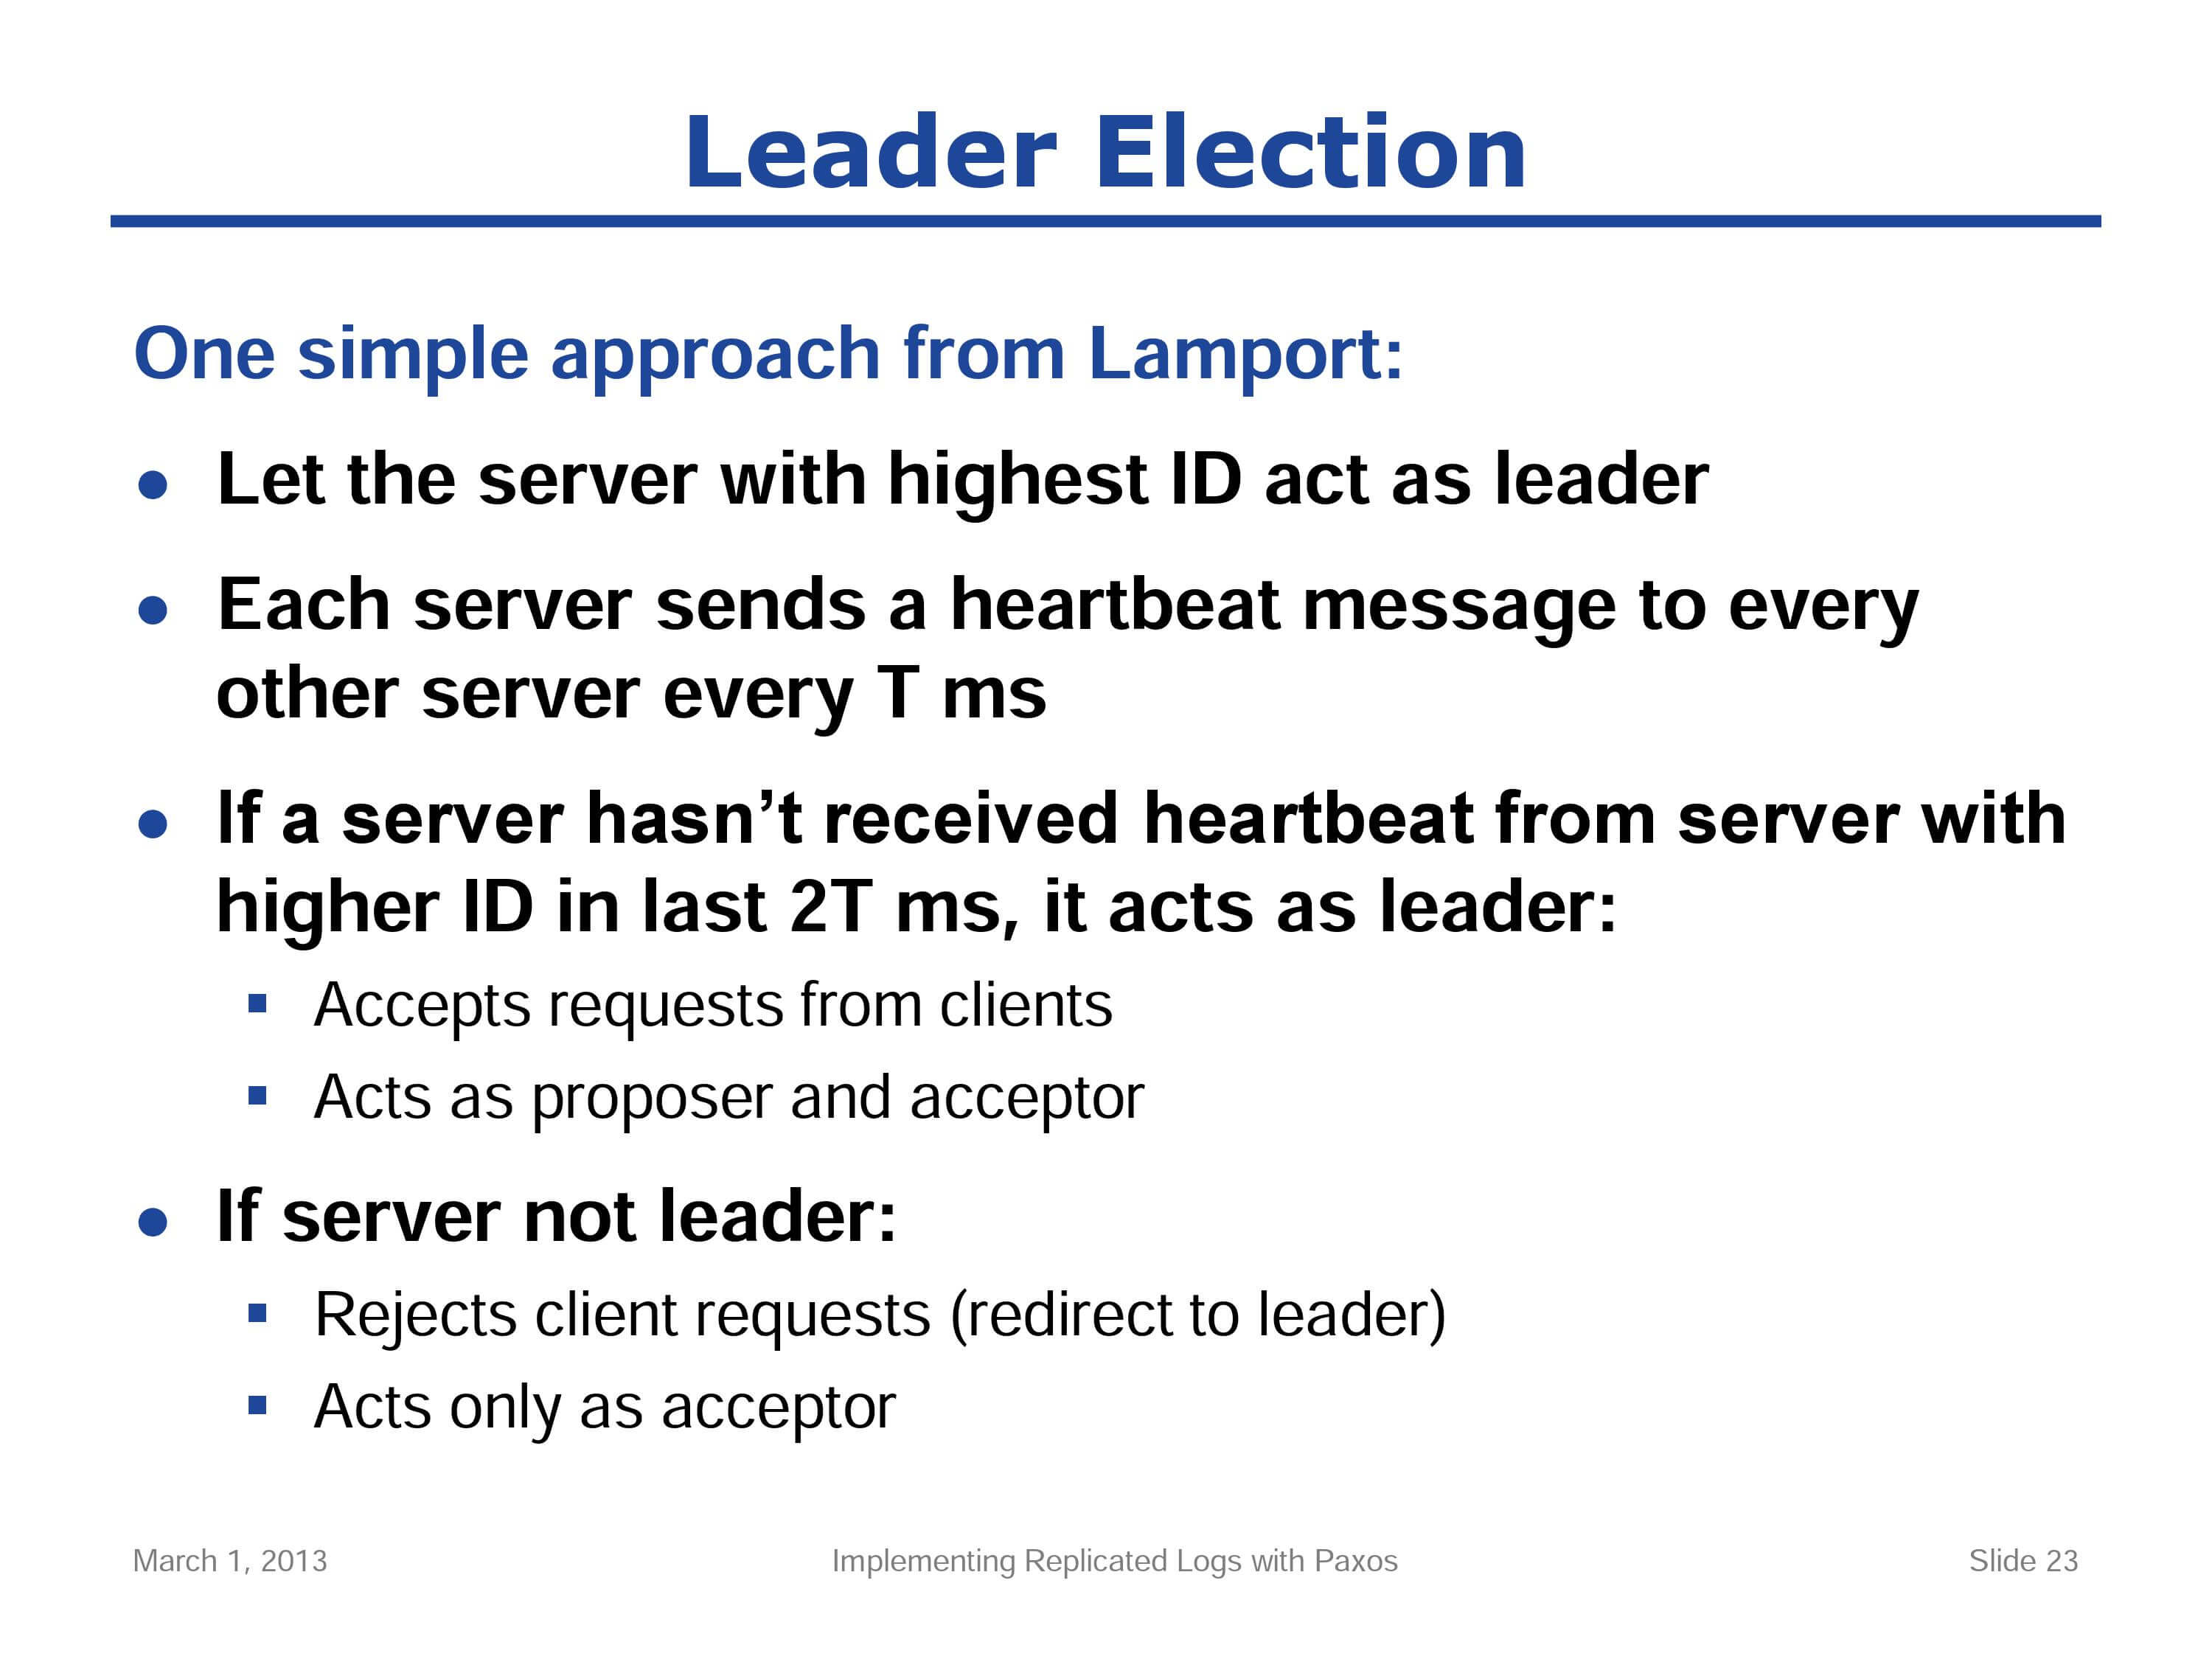 Leader Election
One simple approach from Lamport:
● Let the server with highest ID act as leader
● Each server sends a heartbeat message to every
other server every T ms
● If a server hasn’t received heartbeat from server with
higher ID in last 2T ms, it acts as leader:
▪ Accepts requests from clients
▪ Acts as proposer and acceptor
● If server not leader:
▪ Rejects client requests (redirect to leader)
▪ Acts only as acceptor
March 1, 2013 Implementing Replicated Logs with Paxos Slide 23